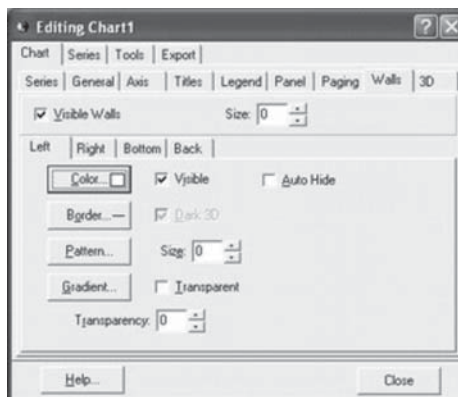 Editing Chart1
Chart Series Tools Export
Series General Axis Titles Legend Panel Paging Walls 3D
Visible Walls Size: 0
Left Right Bottom Back
Color... Visible Auto Hide
Border... Dark 3D
Pattern... Size: 0
Gradient... Transparent
Transparency: 0
Help... Close